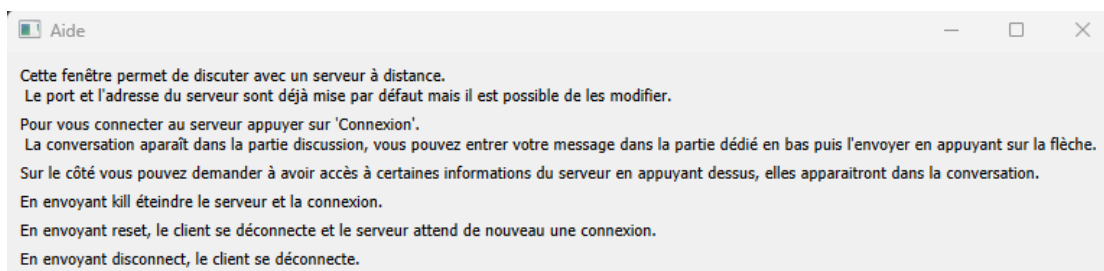 Aide
Cette fenêtre permet de discuter avec un serveur à distance.
Le port et l'adresse du serveur sont déjà mise par défaut mais il est possible de les modifier.
Pour vous connecter au serveur appuyer sur 'Connexion'.
La conversation aparaît dans la partie discussion, vous pouvez entrer votre message dans la partie dédié en bas puis l'envoyer en appuyant sur la flèche.
Sur le côté vous pouvez demander à avoir accès à certaines informations du serveur en appuyant dessus, elles apparaitront dans la conversation.
En envoyant kill éteindre le serveur et la connexion.
En envoyant reset, le client se déconnecte et le serveur attend de nouveau une connexion.
En envoyant disconnect, le client se déconnecte.